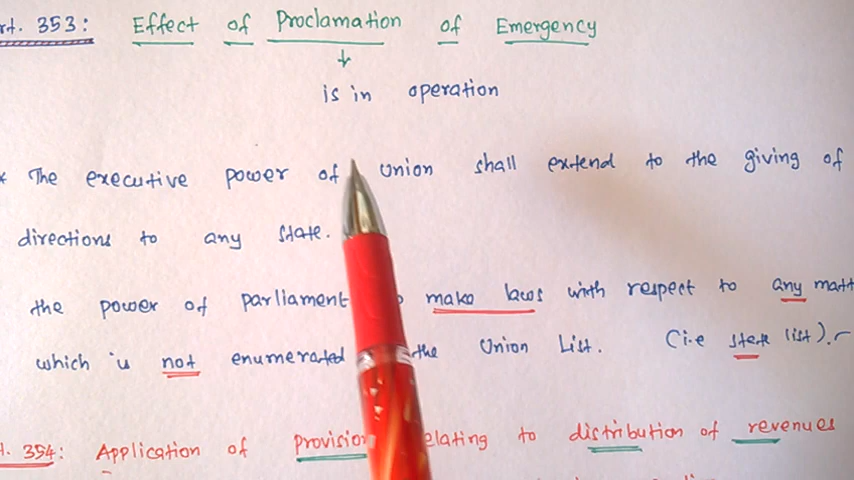 rt. 353: Effect of Proclamation of Emergency
is in operation
* The executive power of Union shall extend to the giving of
directions to any state.
the power of parliament make laws with respect to any matt
which is not enumerated the Union List. (i.e state list).
t. 354: Application of provision elating to distribution of revenues